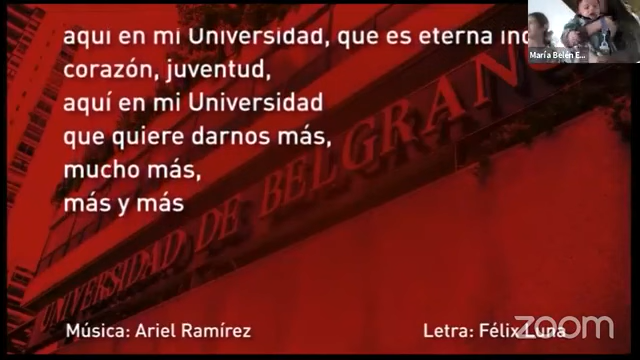 aquí en mi Universidad, que es eterna
corazón, juventud,
aquí en mi Universidad
que quiere darnos más,
mucho más,
más y más
UNIVERSIDAD DE BELGRANO
Música: Ariel Ramírez
Letra: Félix Luna
María Belén E...
zoom